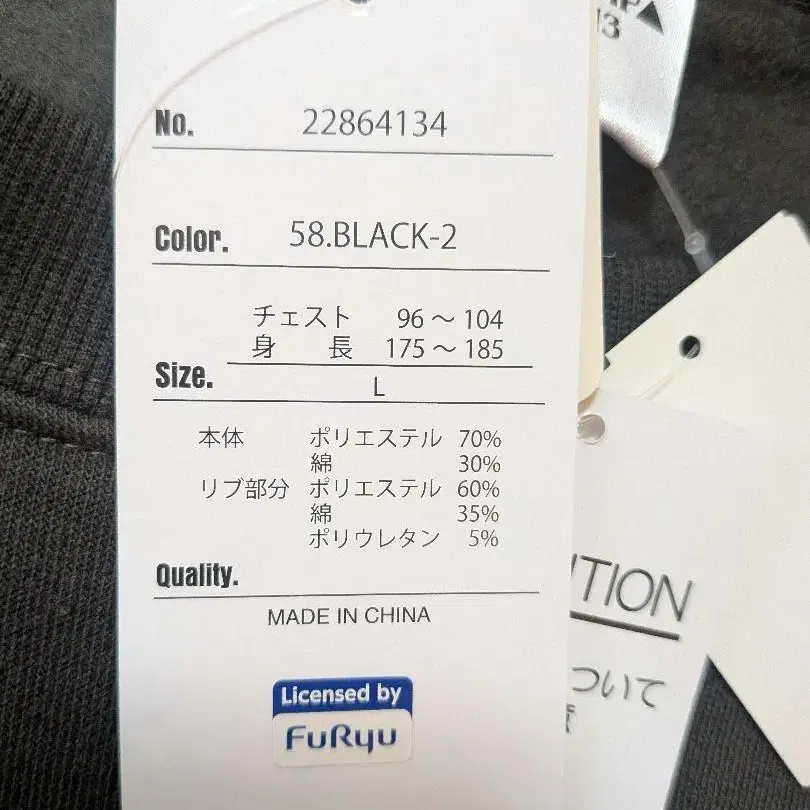 No. 22864134
Color. 58.BLACK-2
チェスト 96～104
身長 175～185
Size. L
本体 ポリエステル 70%
綿 30%
リブ部分 ポリエステル 60%
綿 35%
ポリウレタン 5%
Quality.
MADE IN CHINA
Licensed by
FuRyu
13
ITION
ついて